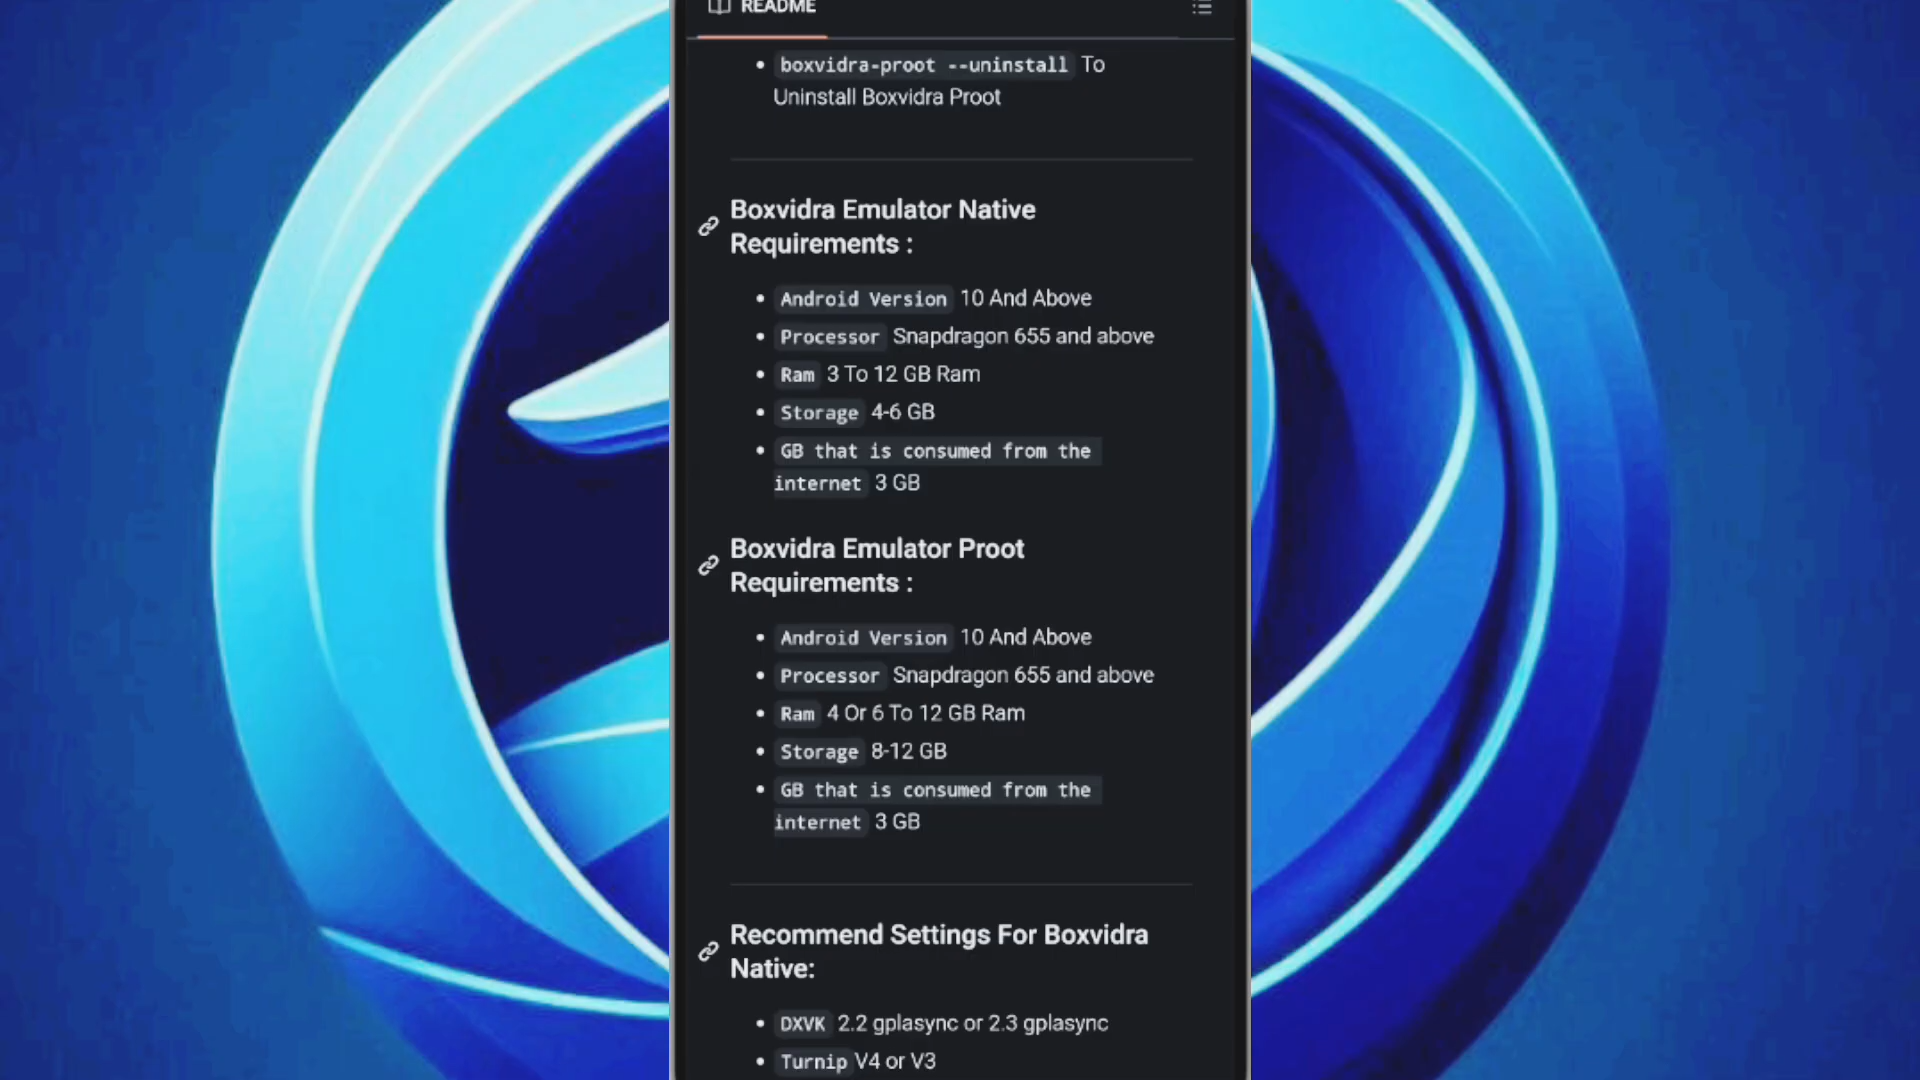 README
boxvidra-proot --uninstall To
Uninstall Boxvidra Proot
Boxvidra Emulator Native
Requirements :
Android Version 10 And Above
Processor Snapdragon 655 and above
Ram 3 To 12 GB Ram
Storage 4-6 GB
GB that is consumed from the
internet 3 GB
Boxvidra Emulator Proot
Requirements :
Android Version 10 And Above
Processor Snapdragon 655 and above
Ram 4 Or 6 To 12 GB Ram
Storage 8-12 GB
GB that is consumed from the
internet 3 GB
Recommend Settings For Boxvidra
Native:
DXVK 2.2 gplasync or 2.3 gplasync
Turnip V4 or V3